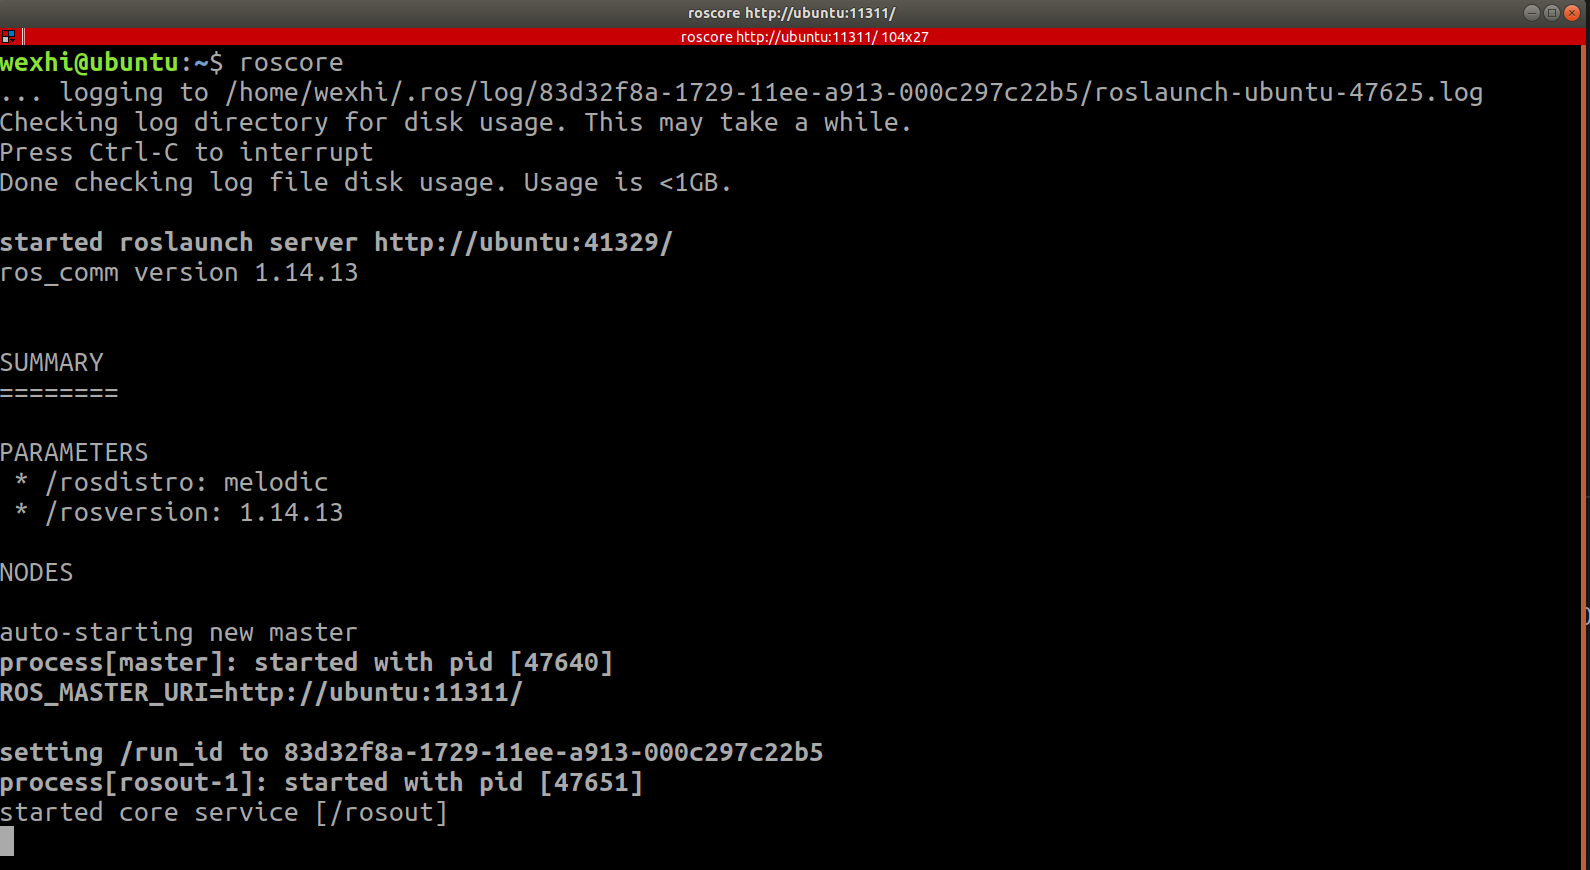 roscore http://ubuntu:11311/
roscore http://ubuntu:11311/ 104x27
wexhi@ubuntu:~$ roscore
... logging to /home/wexhi/.ros/log/83d32f8a-1729-11ee-a913-000c297c22b5/roslaunch-ubuntu-47625.log
Checking log directory for disk usage. This may take a while.
Press Ctrl-C to interrupt
Done checking log file disk usage. Usage is <1GB.
started roslaunch server http://ubuntu:41329/
ros_comm version 1.14.13
SUMMARY
========
PARAMETERS
 * /rosdistro: melodic
 * /rosversion: 1.14.13
NODES
auto-starting new master
process[master]: started with pid [47640]
ROS_MASTER_URI=http://ubuntu:11311/
setting /run_id to 83d32f8a-1729-11ee-a913-000c297c22b5
process[rosout-1]: started with pid [47651]
started core service [/rosout]